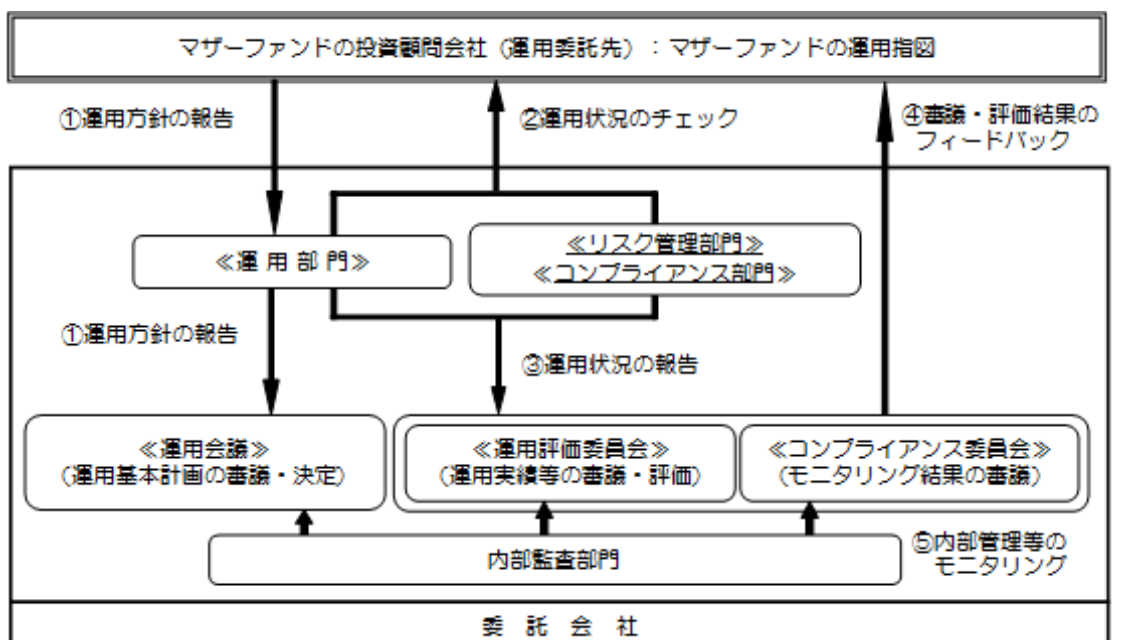 マザーファンドの投資顧問会社（運用委託先）：マザーファンドの運用指図
①運用方針の報告
②運用状況のチェック
④審議・評価結果の
フィードバック
≪運 用 部 門≫
≪リスク管理部門≫
≪コンプライアンス部門≫
①運用方針の報告
③運用状況の報告
≪運用会議≫
(運用基本計画の審議・決定)
≪運用評価委員会≫
(運用実績等の審議・評価)
≪コンプライアンス委員会≫
(モニタリング結果の審議)
内部監査部門
⑤内部管理等の
モニタリング
委 託 会 社